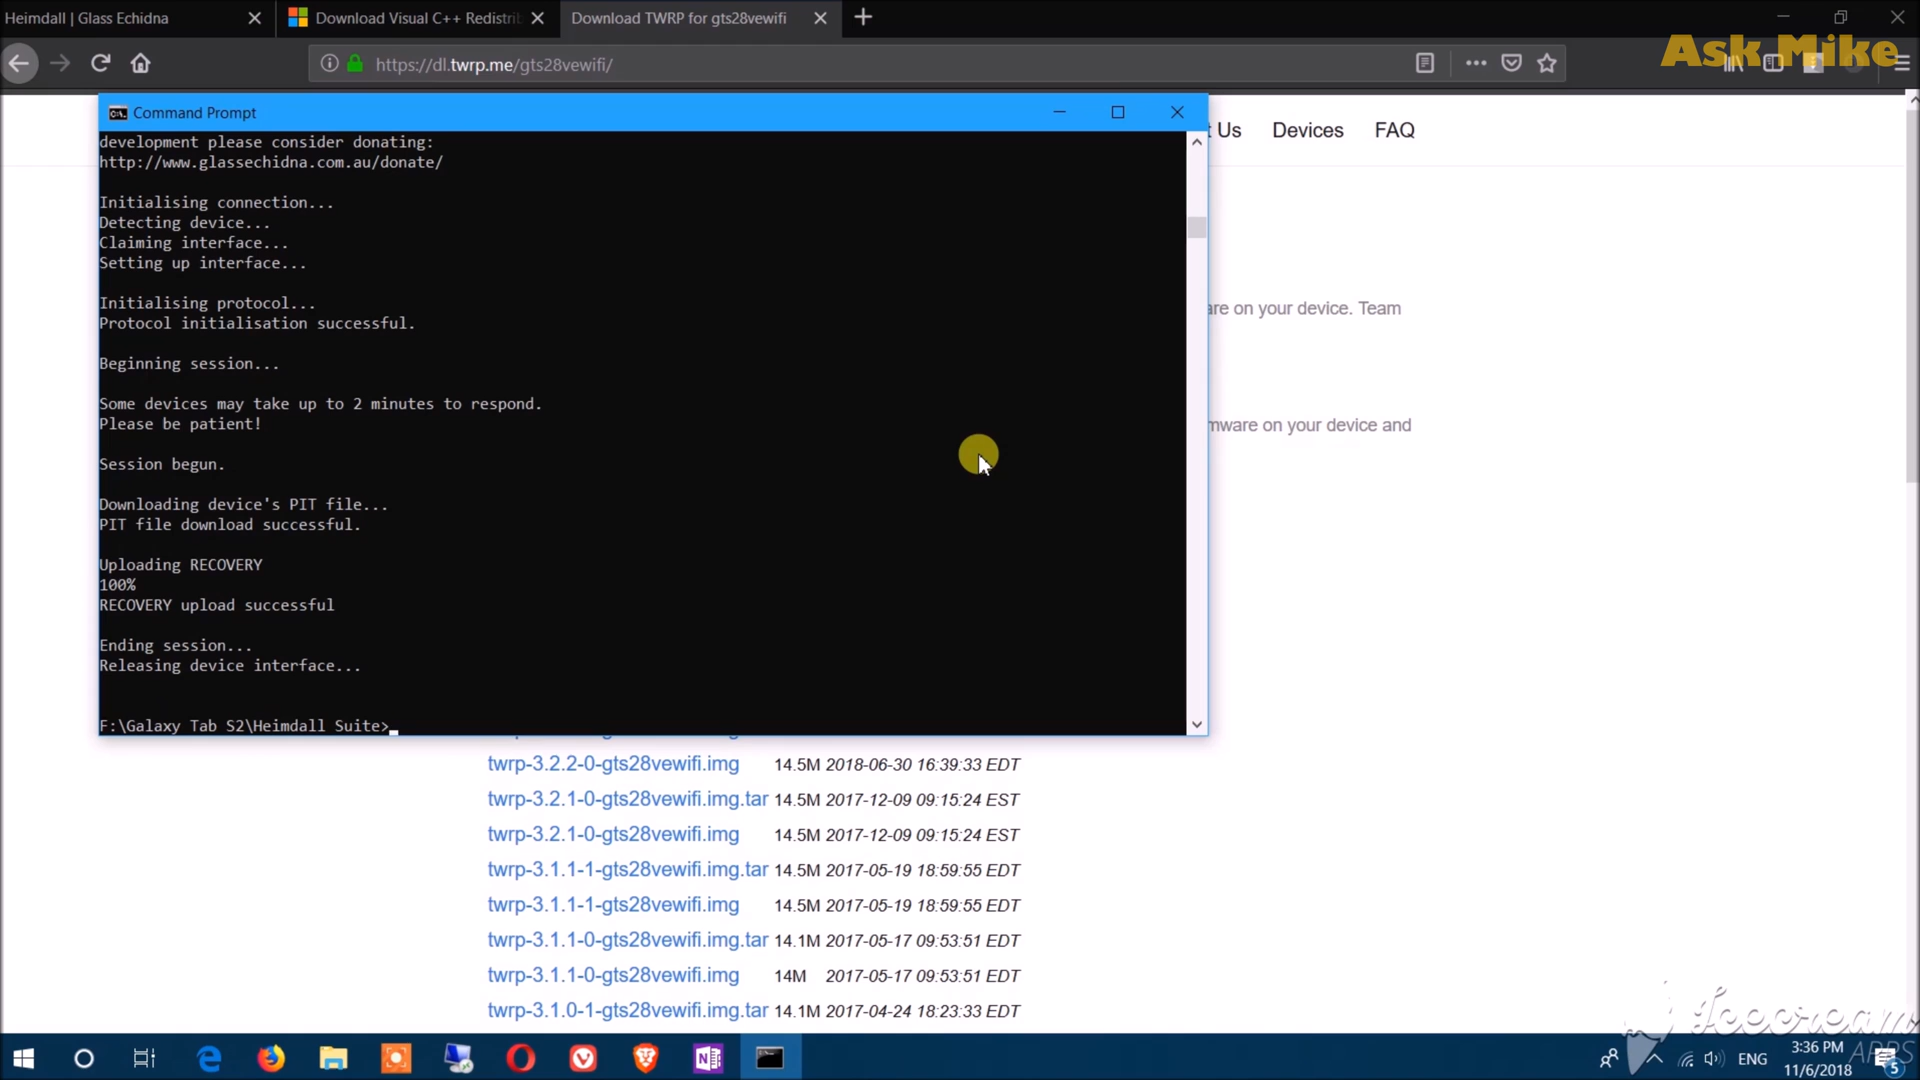 Heimdall | Glass Echidna
Download Visual C++ Redistrib
Download TWRP for gts28vewifi
https://dl.twrp.me/gts28vewifi/
Ask Mike
Command Prompt
t Us Devices FAQ
development please consider donating:
http://www.glassechidna.com.au/donate/
Initialising connection...
Detecting device...
Claiming interface...
Setting up interface...
Initialising protocol...
Protocol initialisation successful.
are on your device. Team
Beginning session...
Some devices may take up to 2 minutes to respond.
Please be patient!
mware on your device and
Session begun.
Downloading device's PIT file...
PIT file download successful.
Uploading RECOVERY
100%
RECOVERY upload successful
Ending session...
Releasing device interface...
F:\Galaxy Tab S2\Heimdall Suite>_
twrp-3.2.2-0-gts28vewifi.img 14.5M 2018-06-30 16:39:33 EDT
twrp-3.2.1-0-gts28vewifi.img.tar 14.5M 2017-12-09 09:15:24 EST
twrp-3.2.1-0-gts28vewifi.img 14.5M 2017-12-09 09:15:24 EST
twrp-3.1.1-1-gts28vewifi.img.tar 14.5M 2017-05-19 18:59:55 EDT
twrp-3.1.1-1-gts28vewifi.img 14.5M 2017-05-19 18:59:55 EDT
twrp-3.1.1-0-gts28vewifi.img.tar 14.1M 2017-05-17 09:53:51 EDT
twrp-3.1.1-0-gts28vewifi.img 14M 2017-05-17 09:53:51 EDT
twrp-3.1.0-1-gts28vewifi.img.tar 14.1M 2017-04-24 18:23:33 EDT
Icecream
APPS
ENG
3:36 PM
11/6/2018
5